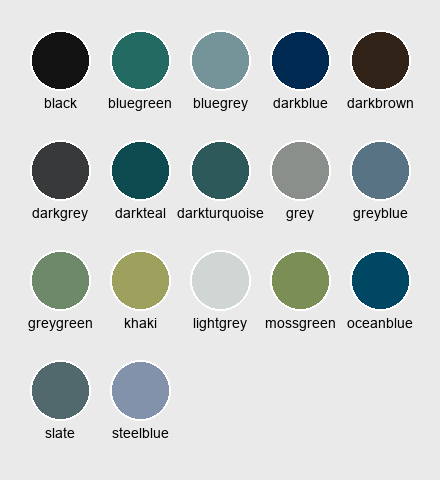 black bluegreen bluegrey darkblue darkbrown
darkgrey darkteal darkturquoise grey greyblue
greygreen khaki lightgrey mossgreen oceanblue
slate steelblue